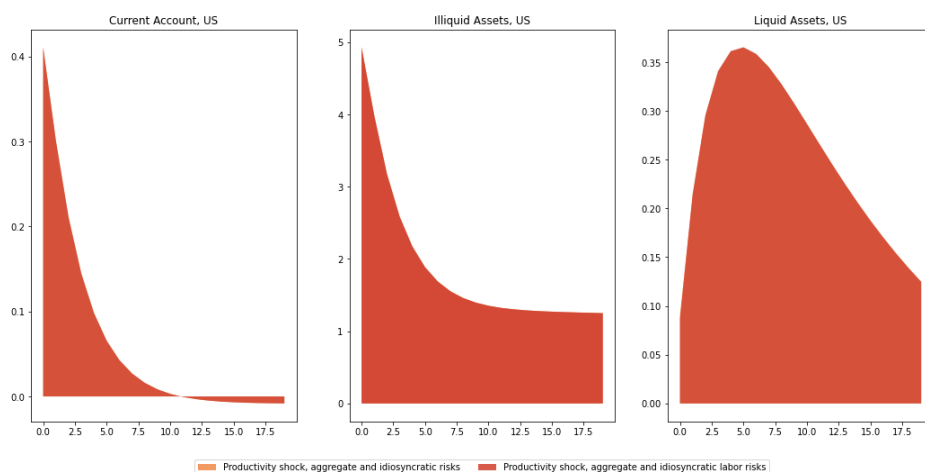 Current Account, US
Illiquid Assets, US
Liquid Assets, US
0.4
0.3
0.2
0.1
0.0
0.0 2.5 5.0 7.5 10.0 12.5 15.0 17.5
5
4
3
2
1
0
0.0 2.5 5.0 7.5 10.0 12.5 15.0 17.5
0.35
0.30
0.25
0.20
0.15
0.10
0.05
0.00
0.0 2.5 5.0 7.5 10.0 12.5 15.0 17.5
Productivity shock, aggregate and idiosyncratic risks
Productivity shock, aggregate and idiosyncratic labor risks